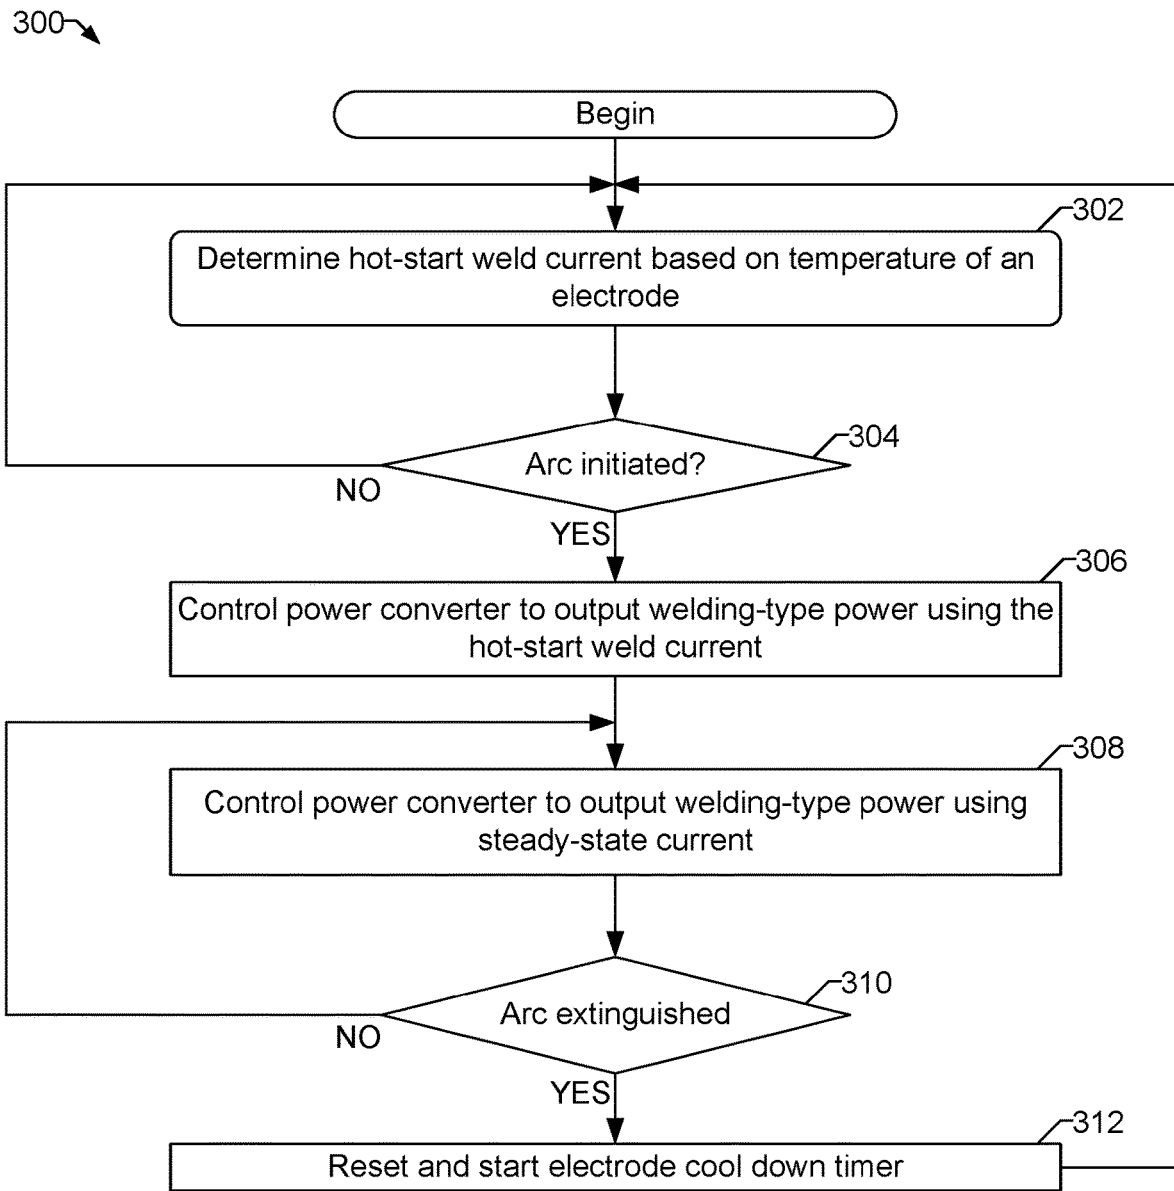 300
Begin
302
Determine hot-start weld current based on temperature of an
electrode
304
Arc initiated?
NO
YES
306
Control power converter to output welding-type power using the
hot-start weld current
308
Control power converter to output welding-type power using
steady-state current
310
Arc extinguished
NO
YES
312
Reset and start electrode cool down timer